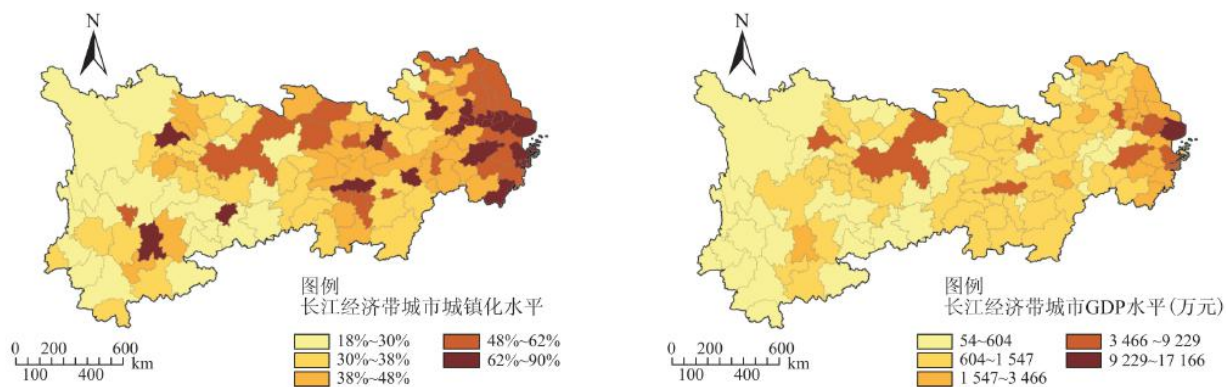 N
图例
长江经济带城市城镇化水平
18%~30%
48%~62%
30%~38%
62%~90%
38%~48%
0 200 600
100 400 km
N
图例
长江经济带城市GDP水平(万元)
54~604
3 466~9 229
604~1 547
9 229~17 166
1 547~3 466
0 200 600
100 400 km